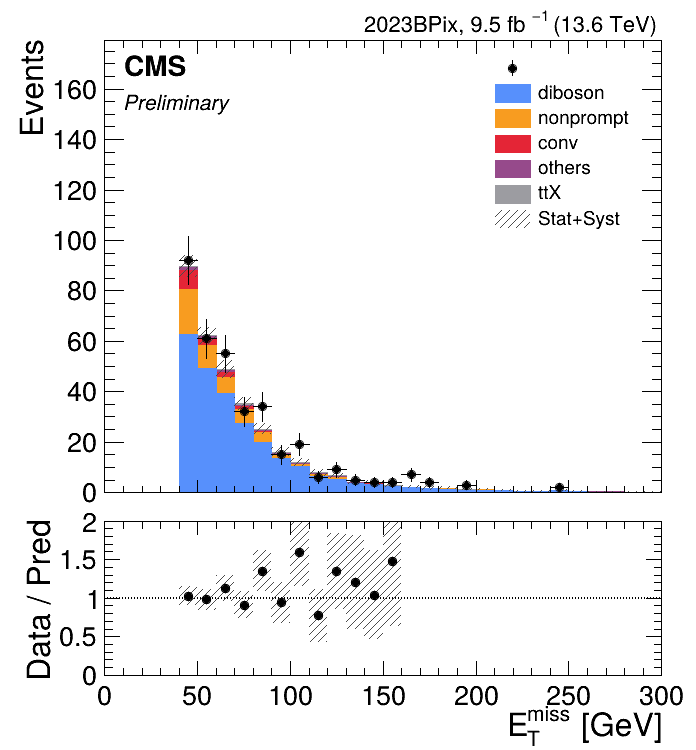 2023BPix, 9.5 fb⁻¹ (13.6 TeV)
CMS
Preliminary
Events
diboson
nonprompt
conv
others
ttX
Stat+Syst
160
140
120
100
80
60
40
20
0
Data / Pred
2
1.5
1
0.5
0
0 50 100 150 200 250 300
E_T^miss [GeV]